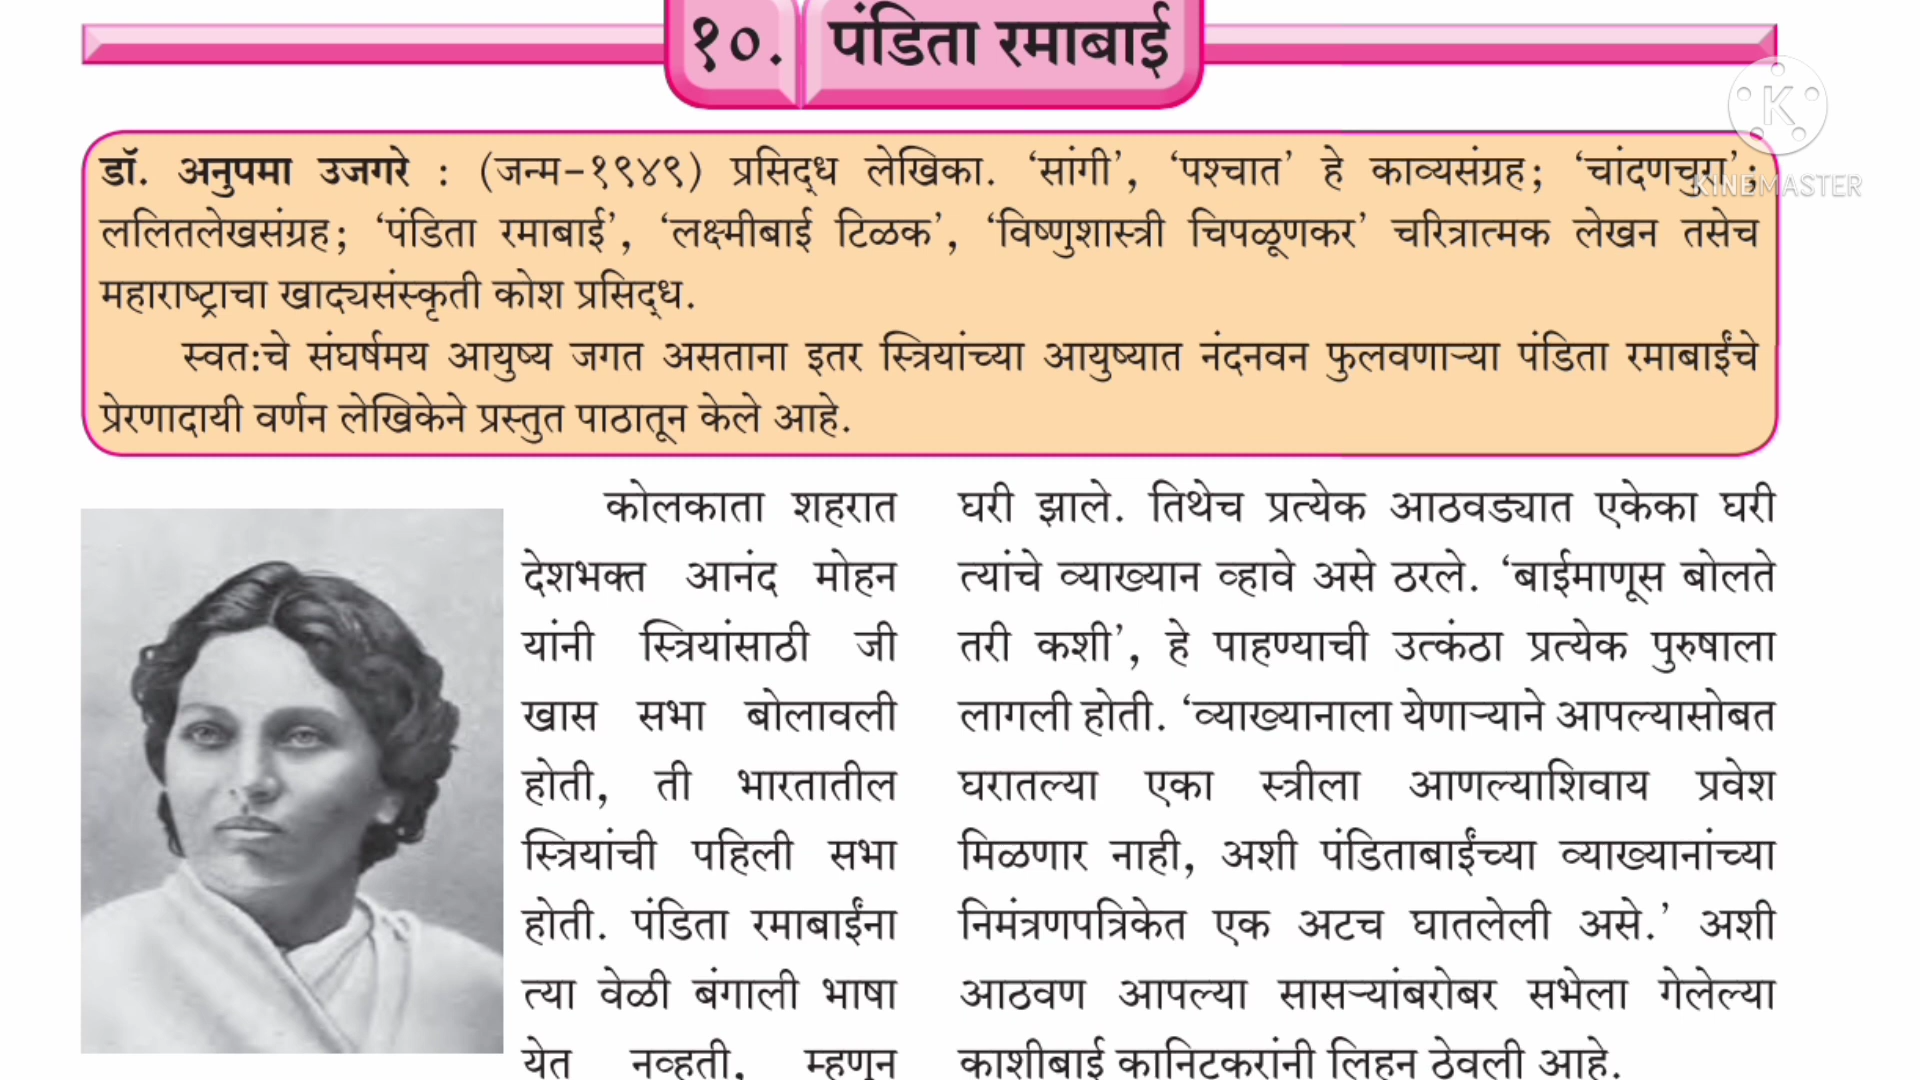 १०. पंडिता रमाबाई
K
KINEMASTER
डॉ. अनुपमा उजगरे : (जन्म-१९४९) प्रसिद्ध लेखिका. ‘सांगी’, ‘पश्चात’ हे काव्यसंग्रह; ‘चांदणचुरा’;
ललितलेखसंग्रह; ‘पंडिता रमाबाई’, ‘लक्ष्मीबाई टिळक’, ‘विष्णुशास्त्री चिपळूणकर’ चरित्रात्मक लेखन तसेच
महाराष्ट्राचा खाद्यसंस्कृती कोश प्रसिद्ध.
स्वतःचे संघर्षमय आयुष्य जगत असताना इतर स्त्रियांच्या आयुष्यात नंदनवन फुलवणाऱ्या पंडिता रमाबाईंचे
प्रेरणादायी वर्णन लेखिकेने प्रस्तुत पाठातून केले आहे.
कोलकाता शहरात
देशभक्त आनंद मोहन
यांनी स्त्रियांसाठी जी
खास सभा बोलावली
होती, ती भारतातील
स्त्रियांची पहिली सभा
होती. पंडिता रमाबाईंना
त्या वेळी बंगाली भाषा
येत नव्हती, म्हणून
घरी झाले. तिथेच प्रत्येक आठवड्यात एकेका घरी
त्यांचे व्याख्यान व्हावे असे ठरले. ‘बाईमाणूस बोलते
तरी कशी’, हे पाहण्याची उत्कंठा प्रत्येक पुरुषाला
लागली होती. ‘व्याख्यानाला येणाऱ्याने आपल्यासोबत
घरातल्या एका स्त्रीला आणल्याशिवाय प्रवेश
मिळणार नाही, अशी पंडिताबाईंच्या व्याख्यानांच्या
निमंत्रणपत्रिकेत एक अटच घातलेली असे.’ अशी
आठवण आपल्या सासऱ्यांबरोबर सभेला गेलेल्या
काशीबाई कानिटकरांनी लिहून ठेवली आहे.